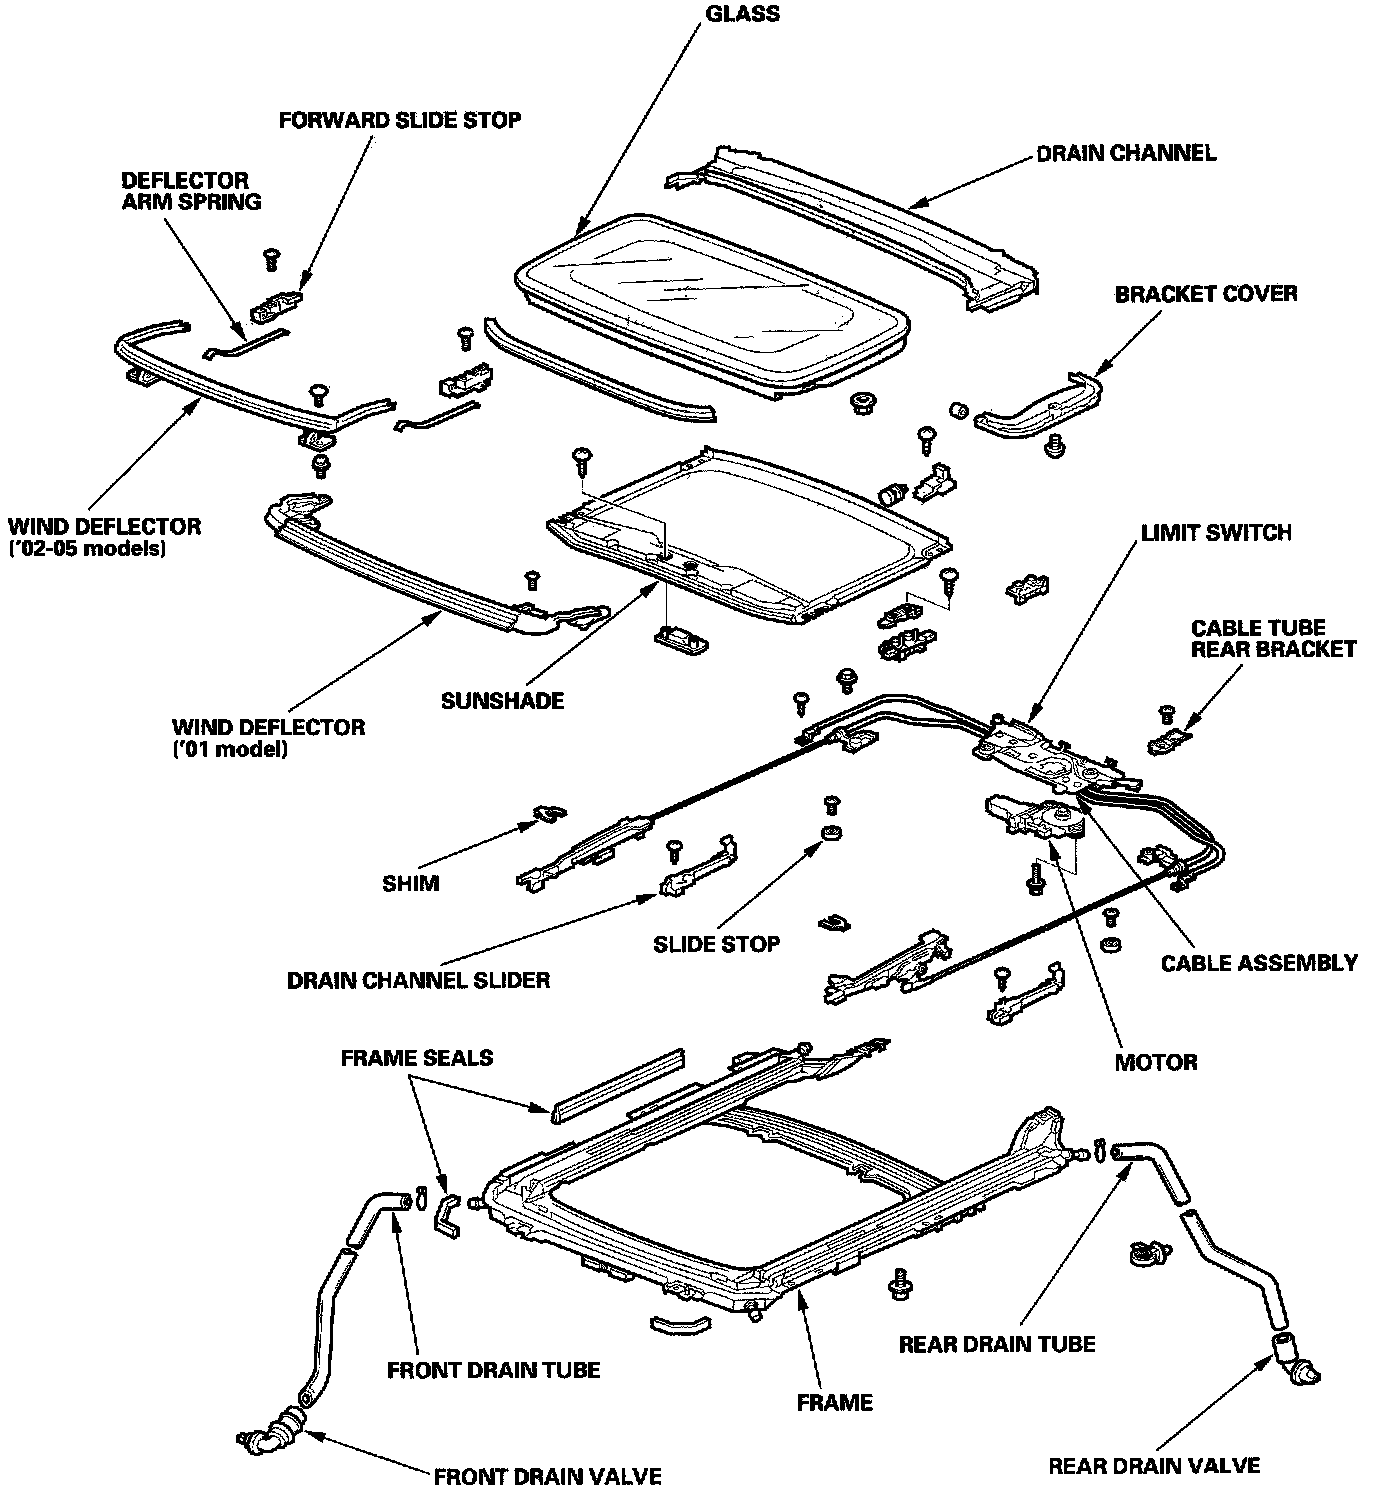 GLASS
FORWARD SLIDE STOP
DRAIN CHANNEL
DEFLECTOR
ARM SPRING
BRACKET COVER
WIND DEFLECTOR
('02-05 models)
LIMIT SWITCH
CABLE TUBE
REAR BRACKET
SUNSHADE
WIND DEFLECTOR
('01 model)
SHIM
SLIDE STOP
CABLE ASSEMBLY
DRAIN CHANNEL SLIDER
FRAME SEALS
MOTOR
REAR DRAIN TUBE
FRONT DRAIN TUBE
FRAME
REAR DRAIN VALVE
FRONT DRAIN VALVE